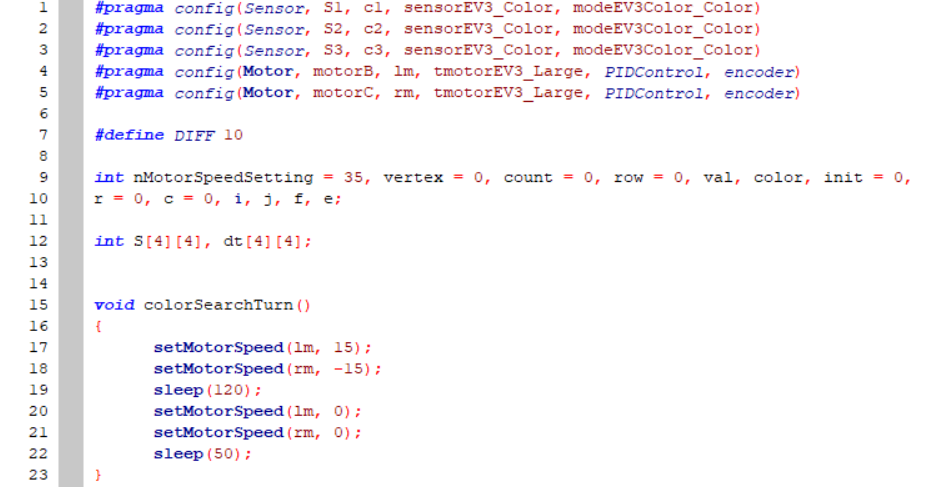 1 #pragma config(Sensor, S1, c1, sensorEV3_Color, modeEV3Color_Color)
2 #pragma config(Sensor, S2, c2, sensorEV3_Color, modeEV3Color_Color)
3 #pragma config(Sensor, S3, c3, sensorEV3_Color, modeEV3Color_Color)
4 #pragma config(Motor, motorB, lm, tmotorEV3_Large, PIDControl, encoder)
5 #pragma config(Motor, motorC, rm, tmotorEV3_Large, PIDControl, encoder)
6
7 #define DIFF 10
8
9 int nMotorSpeedSetting = 35, vertex = 0, count = 0, row = 0, val, color, init = 0,
10 r = 0, c = 0, i, j, f, e;
11
12 int S[4][4], dt[4][4];
13
14
15 void colorSearchTurn()
16 {
17 setMotorSpeed(lm, 15);
18 setMotorSpeed(rm, -15);
19 sleep(120);
20 setMotorSpeed(lm, 0);
21 setMotorSpeed(rm, 0);
22 sleep(50);
23 }